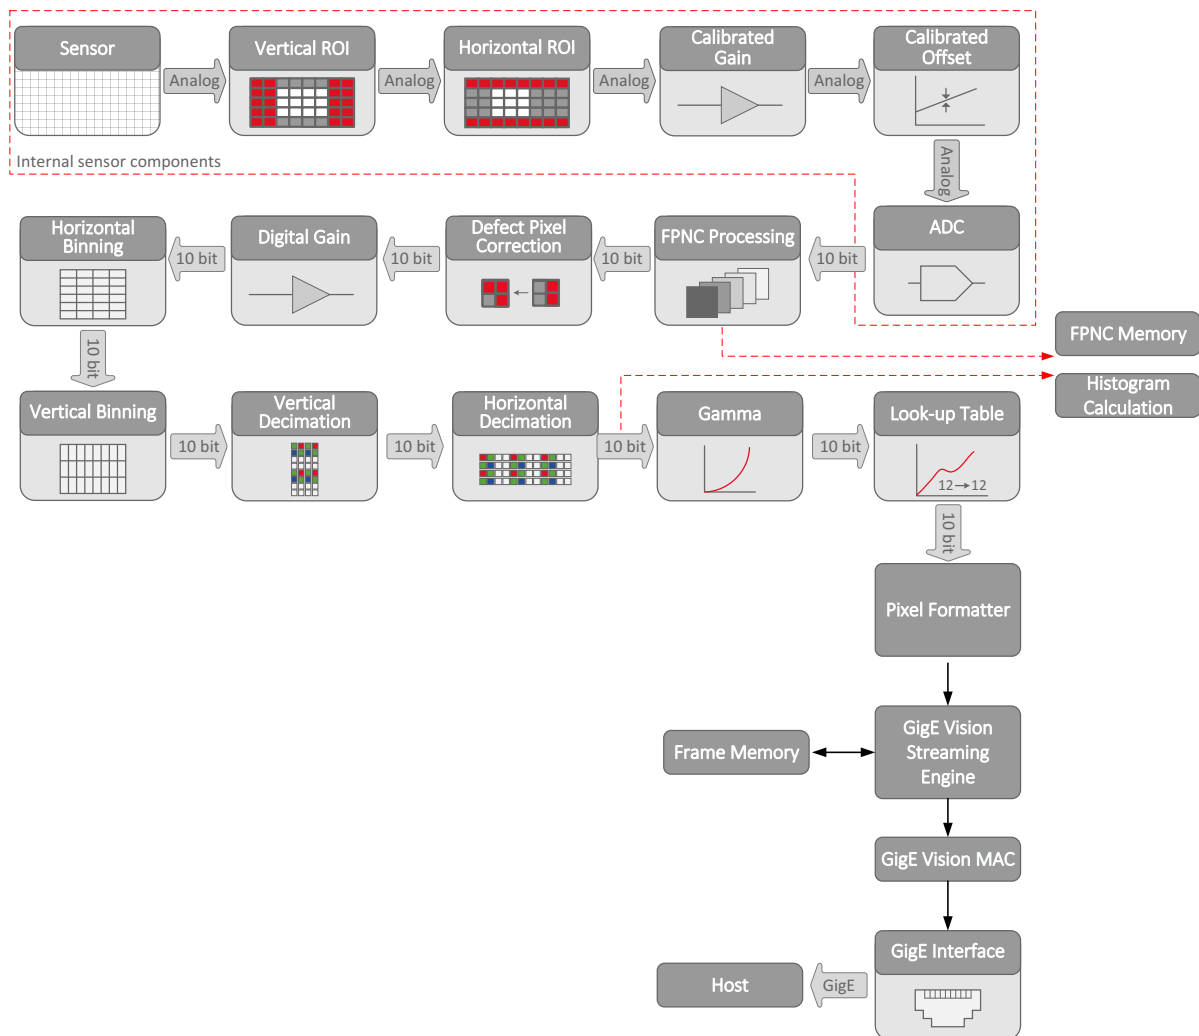 Sensor
Analog
Vertical ROI
Analog
Horizontal ROI
Analog
Calibrated
Gain
Analog
Calibrated
Offset
Internal sensor components
Analog
ADC
10 bit
FPNC Processing
10 bit
Defect Pixel
Correction
10 bit
Digital Gain
10 bit
Horizontal
Binning
FPNC Memory
10 bit
Histogram
Calculation
Vertical Binning
10 bit
Vertical
Decimation
10 bit
Horizontal
Decimation
10 bit
Gamma
10 bit
Look-up Table
12→12
10 bit
Pixel Formatter
GigE Vision
Streaming
Engine
Frame Memory
GigE Vision MAC
GigE Interface
GigE
Host